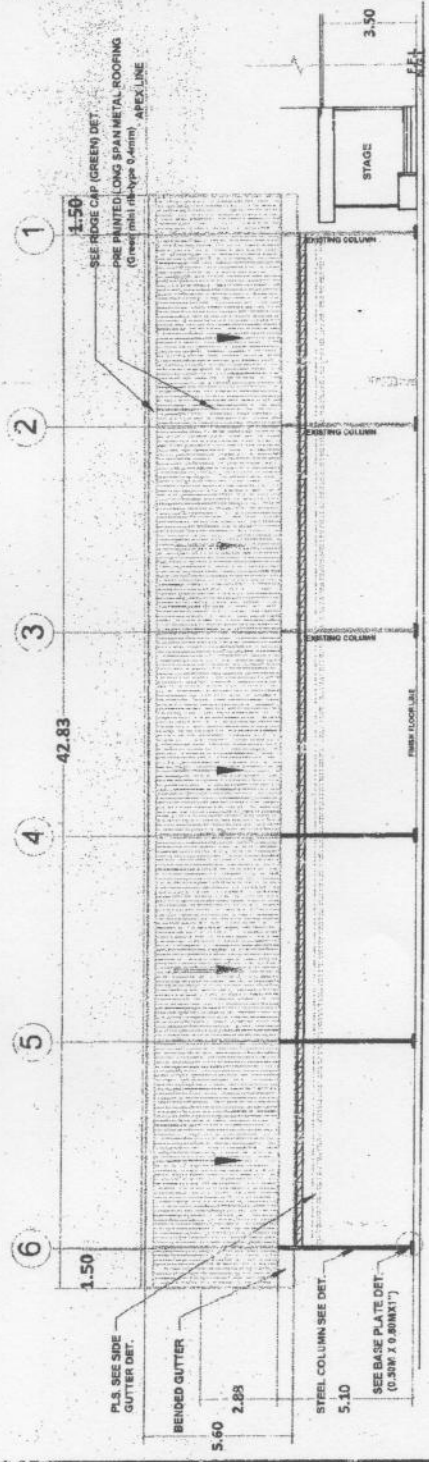 6
5
4
3
2
1
42.83
1.50
1.50
SEE RIDGE CAP (GREEN) DET.
PRE PAINTED LONG SPAN METAL ROOFING
(Green mini rib-type 0.4mm)
APEX LINE
PLS. SEE SIDE
GUTTER DET.
BENDED GUTTER
5.60
2.88
STEEL COLUMN SEE DET.
5.10
SEE BASE PLATE DET.
(0.50M X 0.80MX1")
EXISTING COLUMN
EXISTING COLUMN
EXISTING COLUMN
FINISH FLOOR LINE
STAGE
3.50
F.F.L